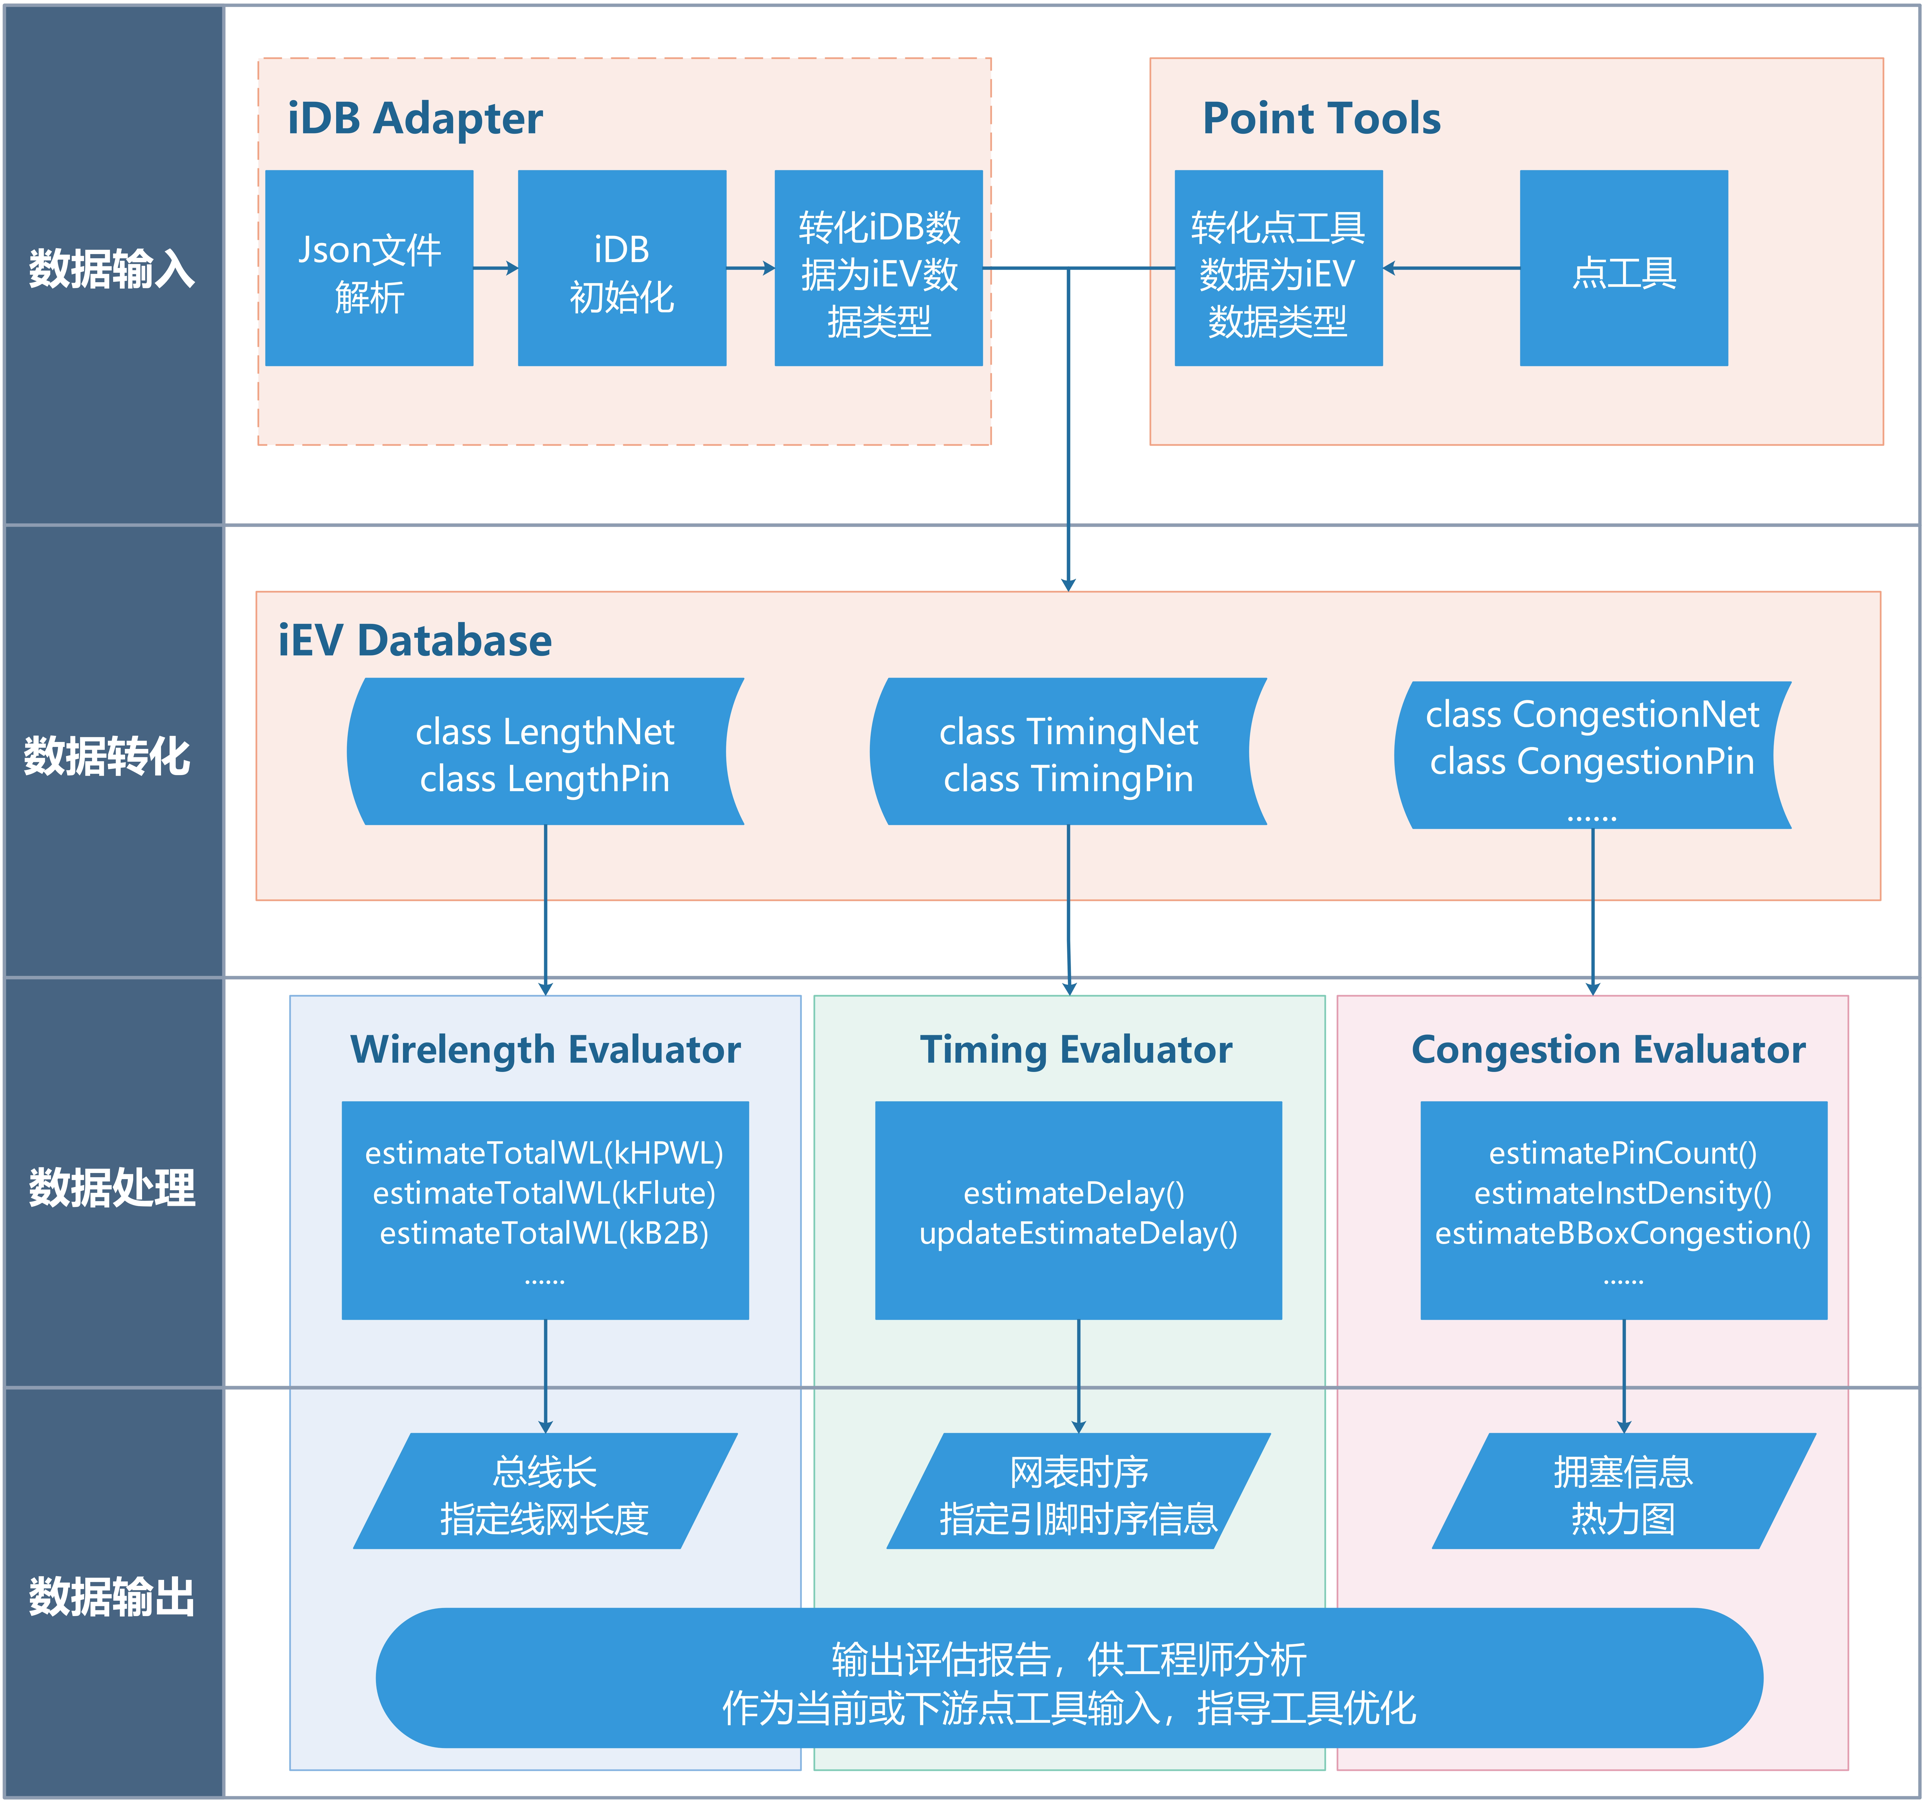 数据输入
iDB Adapter
Json文件
解析
iDB
初始化
转化iDB数
据为iEV数
据类型
Point Tools
转化点工具
数据为iEV
数据类型
点工具
数据转化
iEV Database
class LengthNet
class LengthPin
class TimingNet
class TimingPin
class CongestionNet
class CongestionPin
......
数据处理
Wirelength Evaluator
estimateTotalWL(kHPWL)
estimateTotalWL(kFlute)
estimateTotalWL(kB2B)
......
Timing Evaluator
estimateDelay()
updateEstimateDelay()
Congestion Evaluator
estimatePinCount()
estimateInstDensity()
estimateBBoxCongestion()
......
数据输出
总线长
指定线网长度
网表时序
指定引脚时序信息
拥塞信息
热力图
输出评估报告，供工程师分析
作为当前或下游点工具输入，指导工具优化